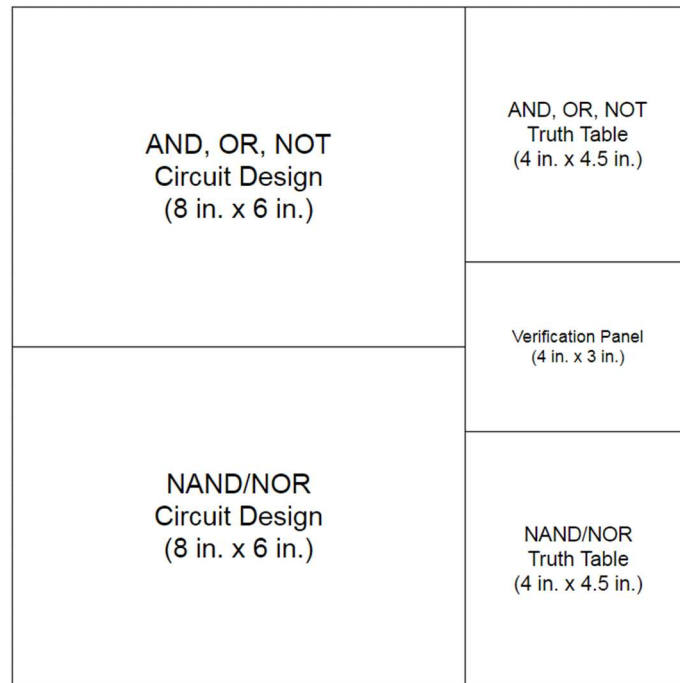 AND, OR, NOT
Circuit Design
(8 in. x 6 in.)
AND, OR, NOT
Truth Table
(4 in. x 4.5 in.)
Verification Panel
(4 in. x 3 in.)
NAND/NOR
Circuit Design
(8 in. x 6 in.)
NAND/NOR
Truth Table
(4 in. x 4.5 in.)